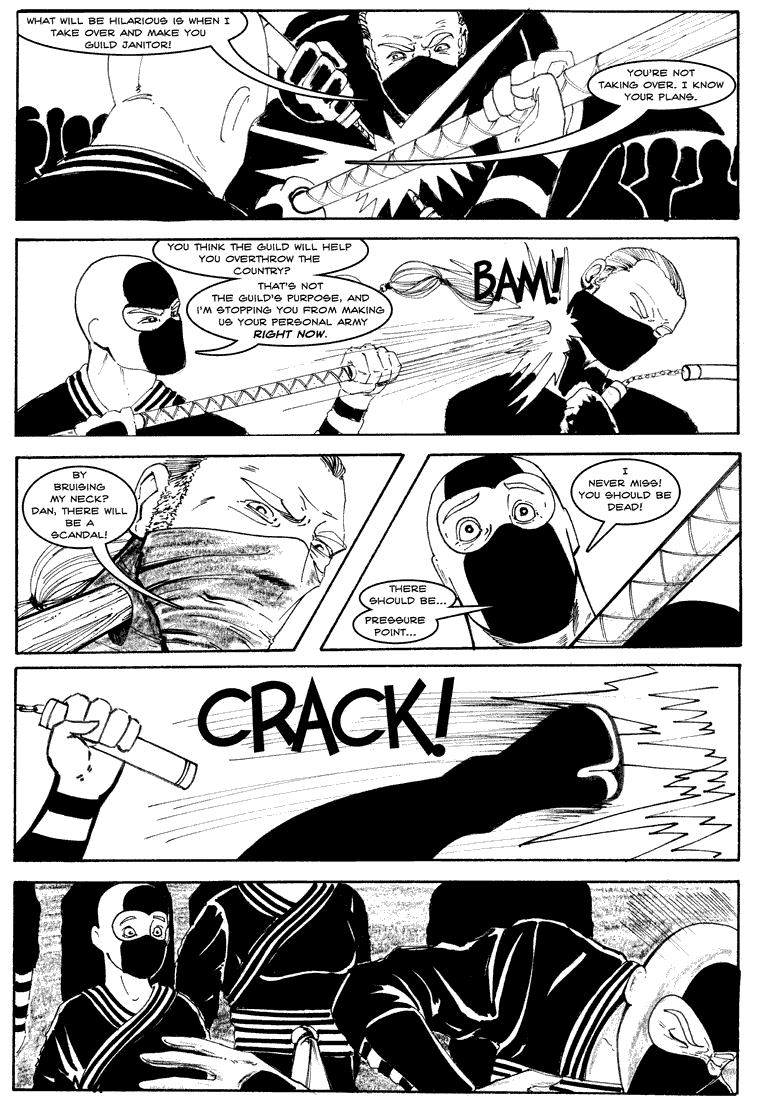 WHAT WILL BE HILARIOUS IS WHEN I
TAKE OVER AND MAKE YOU
GUILD JANITOR!
YOU'RE NOT
TAKING OVER. I KNOW
YOUR PLANS.
YOU THINK THE GUILD WILL HELP
YOU OVERTHROW THE
COUNTRY?
THAT'S NOT
THE GUILD'S PURPOSE, AND
I'M STOPPING YOU FROM MAKING
US YOUR PERSONAL ARMY
RIGHT NOW.
BAM!
BY
BRUISING
MY NECK?
DAN, THERE WILL
BE A
SCANDAL!
I
NEVER MISS!
YOU SHOULD BE
DEAD!
THERE
SHOULD BE...
PRESSURE
POINT...
CRACK!